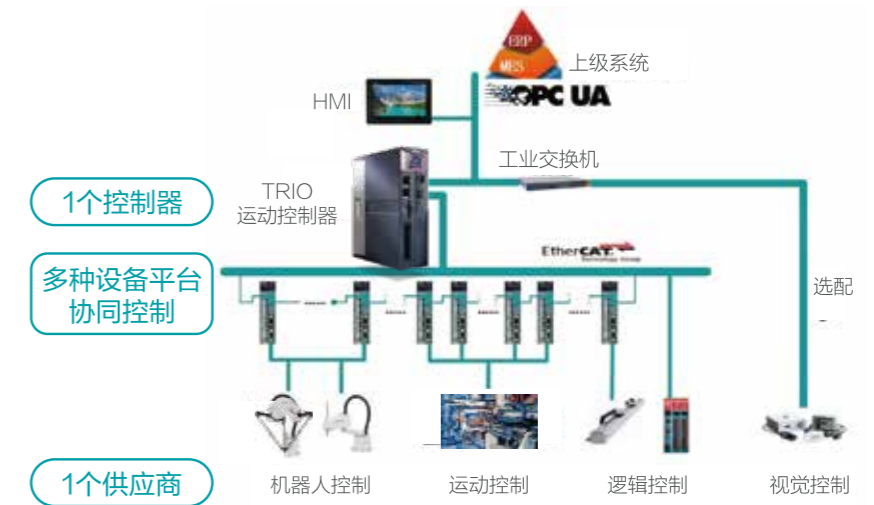 ERP
MES
上级系统
OPC UA
HMI
工业交换机
1个控制器
TRIO
运动控制器
EtherCAT
Technology Group
多种设备平台
协同控制
选配
1个供应商
机器人控制
运动控制
逻辑控制
视觉控制